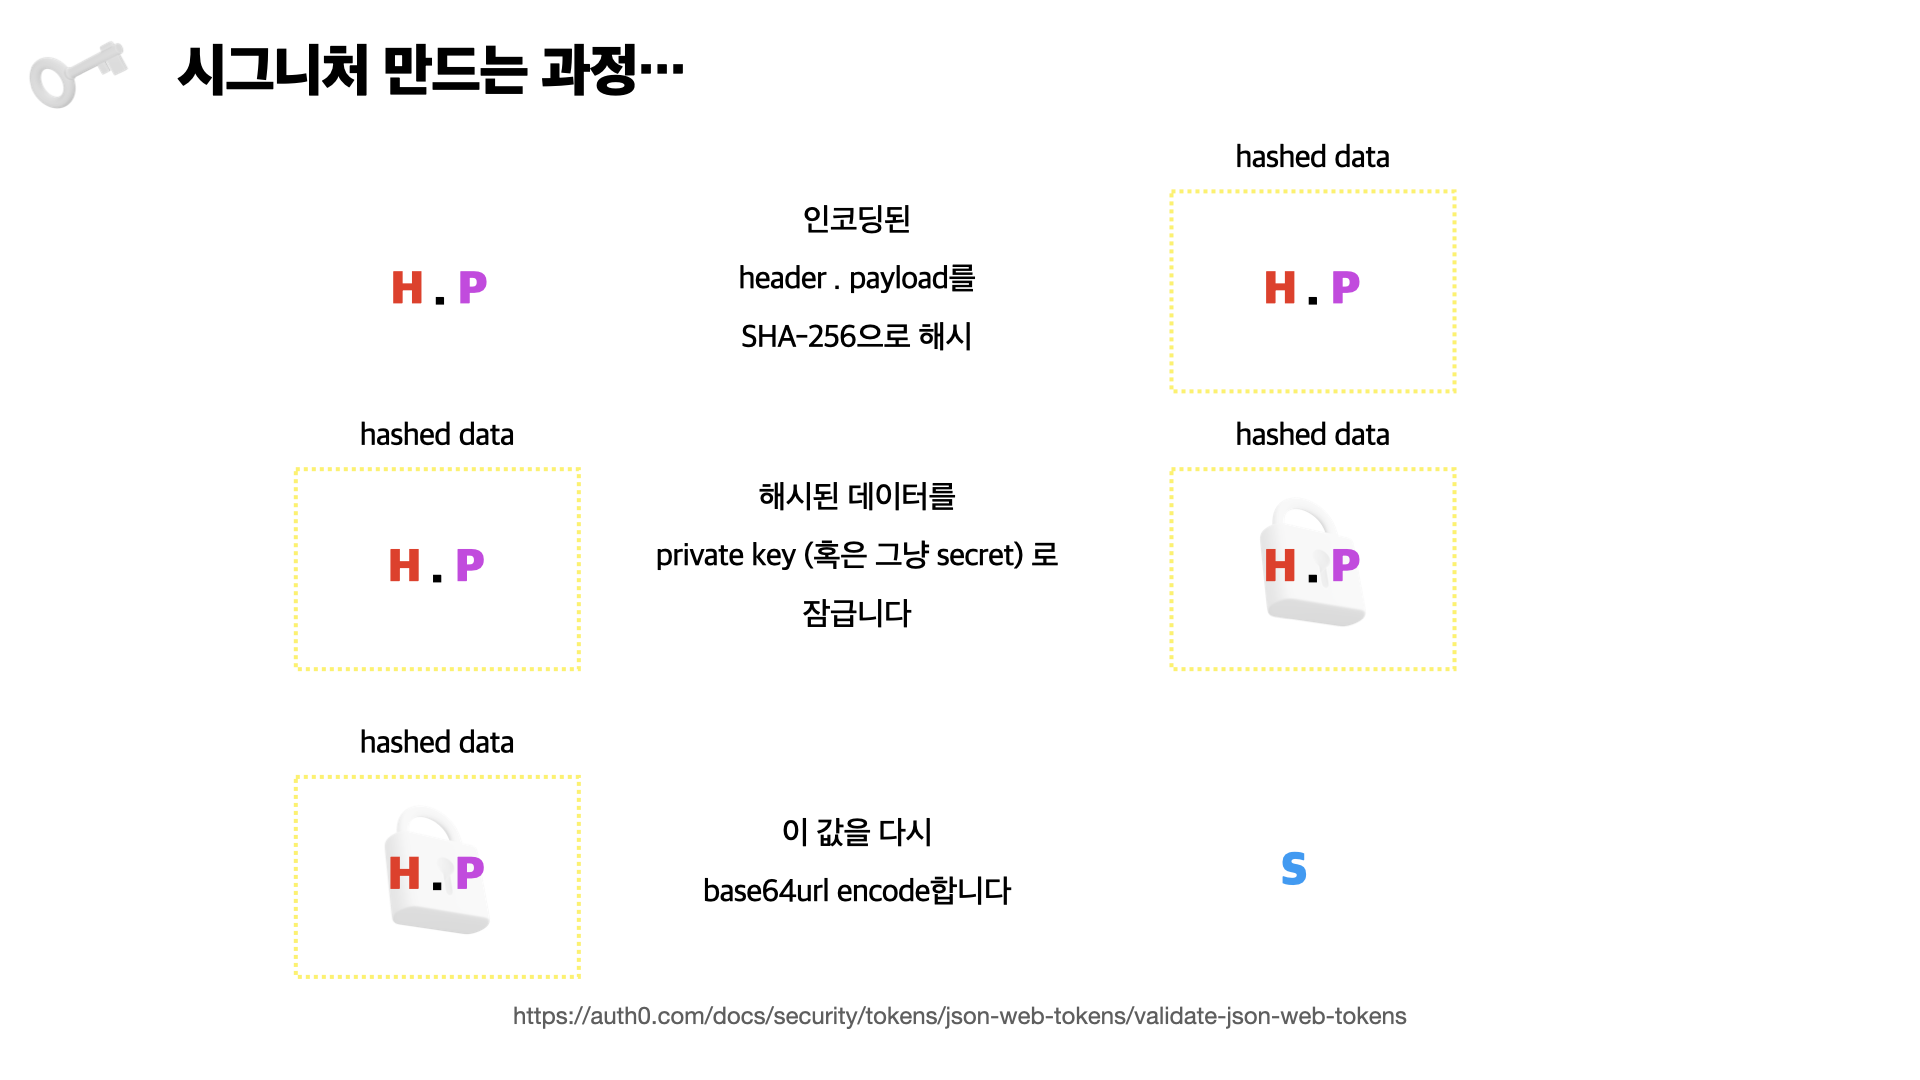 시그니처 만드는 과정…
H . P
인코딩된
header . payload를
SHA-256으로 해시
hashed data
H . P
hashed data
H . P
해시된 데이터를
private key (혹은 그냥 secret) 로
잠급니다
hashed data
H . P
hashed data
H . P
이 값을 다시
base64url encode합니다
S
https://auth0.com/docs/security/tokens/json-web-tokens/validate-json-web-tokens